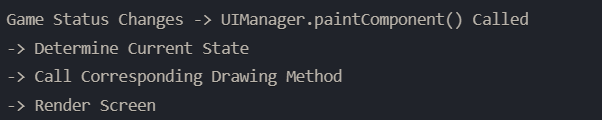 Game Status Changes -> UIManager.paintComponent() Called
-> Determine Current State
-> Call Corresponding Drawing Method
-> Render Screen